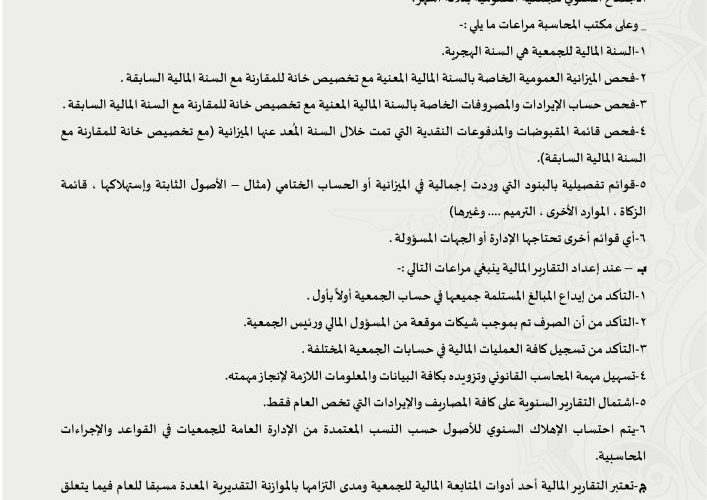 الاجتماع السنوي للجمعية العمومية بثلاثة أشهر.
_ وعلى مكتب المحاسبة مراعات ما يلي :-
١-السنة المالية للجمعية هي السنة الهجرية.
٢-فحص الميزانية العمومية الخاصة بالسنة المالية المعنية مع تخصيص خانة للمقارنة مع السنة المالية السابقة .
٣-فحص حساب الإيرادات والمصروفات الخاصة بالسنة المالية المعنية مع تخصيص خانة للمقارنة مع السنة المالية السابقة .
٤-فحص قائمة المقبوضات والمدفوعات النقدية التي تمت خلال السنة المُعد عنها الميزانية (مع تخصيص خانة للمقارنة مع
السنة المالية السابقة).
٥-قوائم تفصيلية بالبنود التي وردت إجمالية في الميزانية أو الحساب الختامي (مثال – الأصول الثابتة وإستهلاكها ، قائمة
الزكاة ، الموارد الأخرى ، الترميم .... وغيرها)
٦-أي قوائم أخرى تحتاجها الإدارة أو الجهات المسؤولة .
ب – عند إعداد التقارير المالية ينبغي مراعات التالي :-
١-التأكد من إيداع المبالغ المستلمة جميعها في حساب الجمعية أولاً بأول .
٢-التأكد من أن الصرف تم بموجب شيكات موقعة من المسؤول المالي ورئيس الجمعية.
٣-التأكد من تسجيل كافة العمليات المالية في حسابات الجمعية المختلفة .
٤-تسهيل مهمة المحاسب القانوني وتزويده بكافة البيانات والمعلومات اللازمة لإنجاز مهمته.
٥-اشتمال التقارير السنوية على كافة المصاريف والإيرادات التي تخص العام فقط.
٦-يتم احتساب الإهلاك السنوي للأصول حسب النسب المعتمدة من الإدارة العامة للجمعيات في القواعد والإجراءات
المحاسبية.
ج-تعتبر التقارير المالية أحد أدوات المتابعة المالية للجمعية ومدى التزامها بالموازنة التقديرية المعدة مسبقا للعام فيما يتعلق